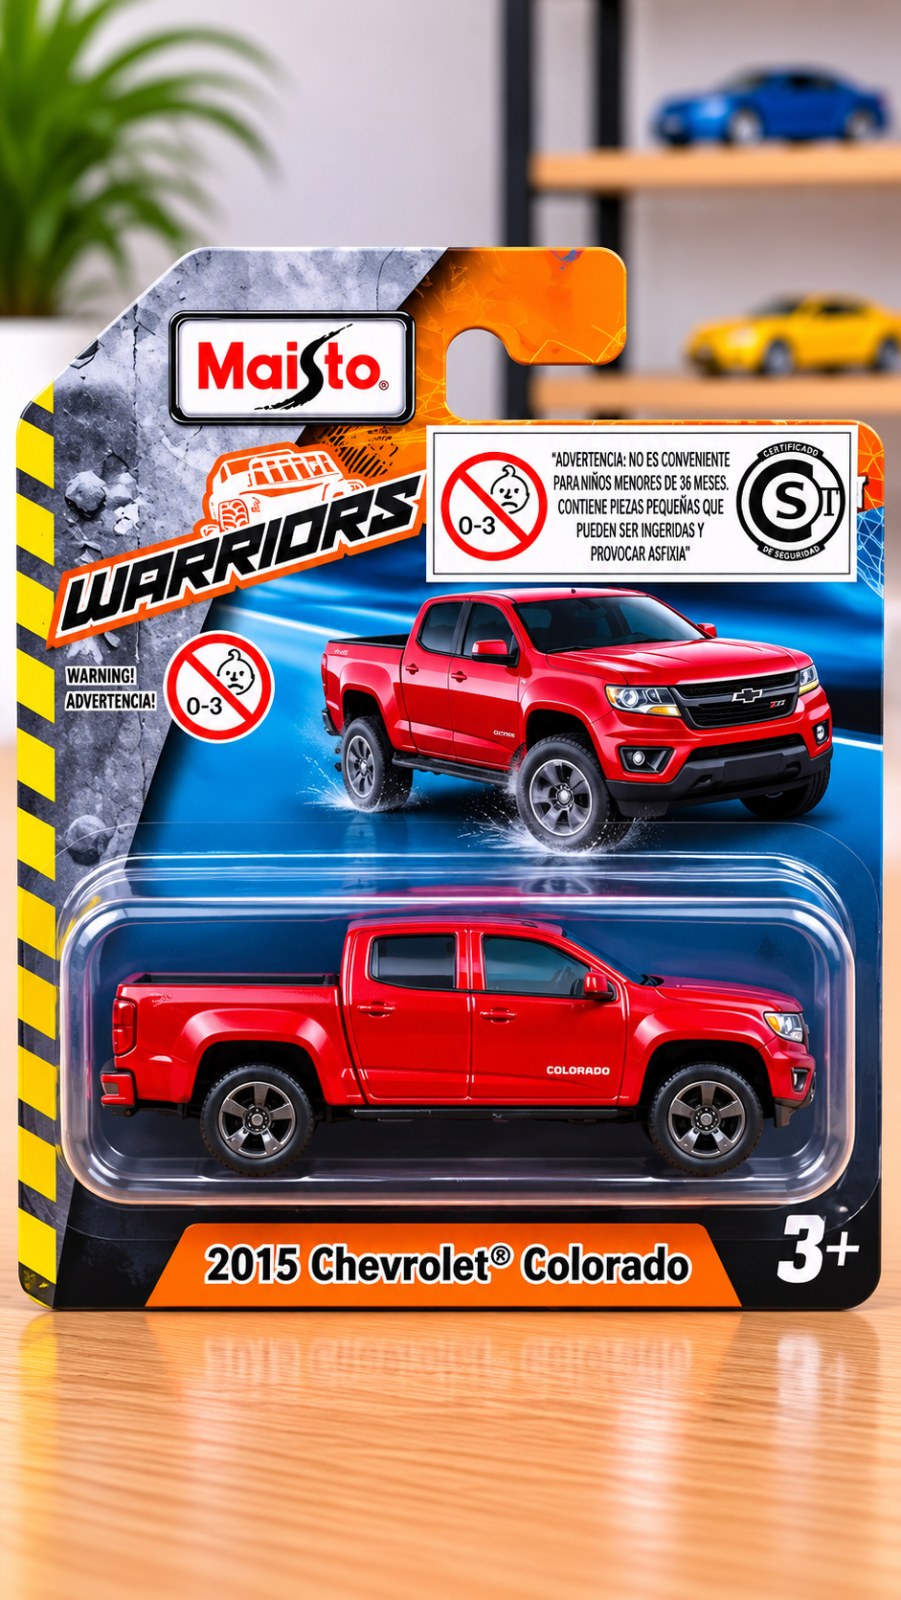 Maisto®
WARRIORS
0-3
"ADVERTENCIA: NO ES CONVENIENTE
PARA NIÑOS MENORES DE 36 MESES.
CONTIENE PIEZAS PEQUEÑAS QUE
PUEDEN SER INGERIDAS Y
PROVOCAR ASFIXIA"
CERTIFICADO
S T
DE SEGURIDAD
WARNING!
ADVERTENCIA!
0-3
Z71
COLORADO
2015 Chevrolet® Colorado
3+